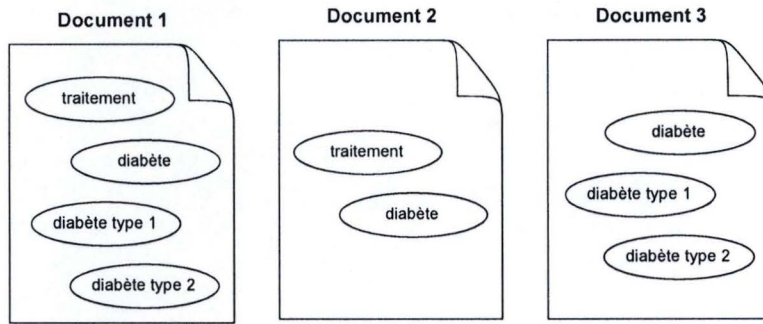 Document 1
traitement
diabète
diabète type 1
diabète type 2
Document 2
traitement
diabète
Document 3
diabète
diabète type 1
diabète type 2